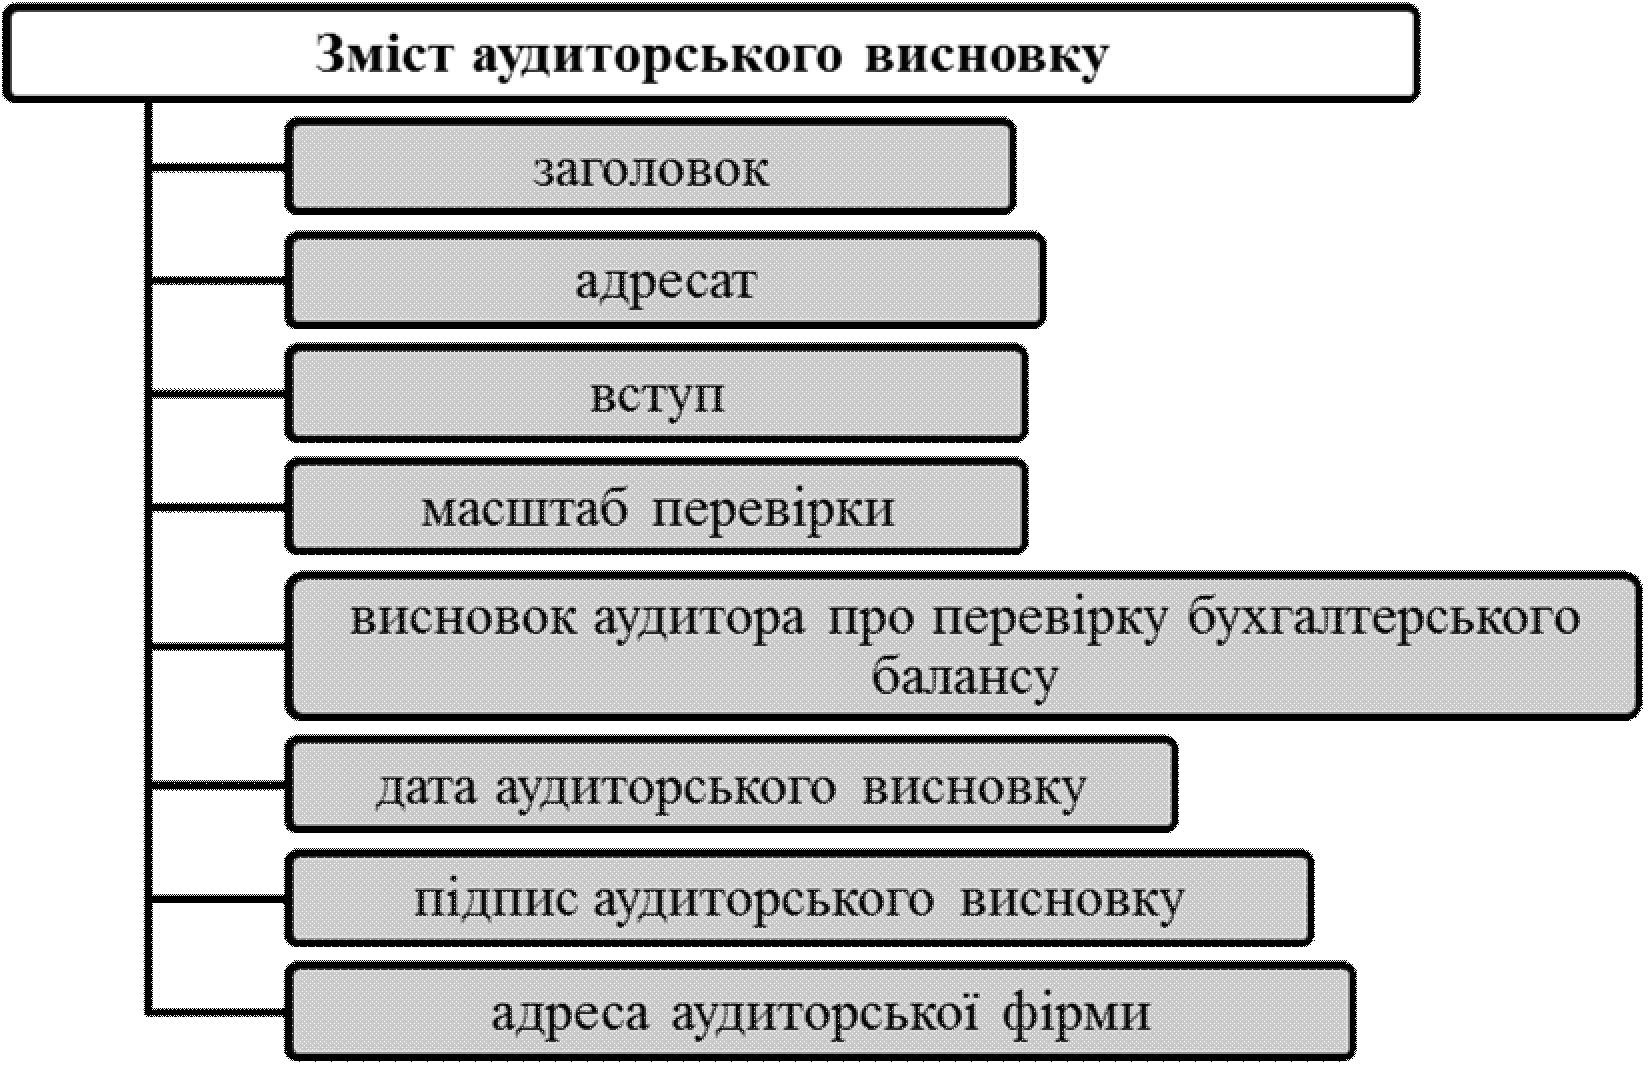 Зміст аудиторського висновку
заголовок
адресат
вступ
масштаб перевірки
висновок аудитора про перевірку бухгалтерського
балансу
дата аудиторського висновку
підпис аудиторського висновку
адреса аудиторської фірми